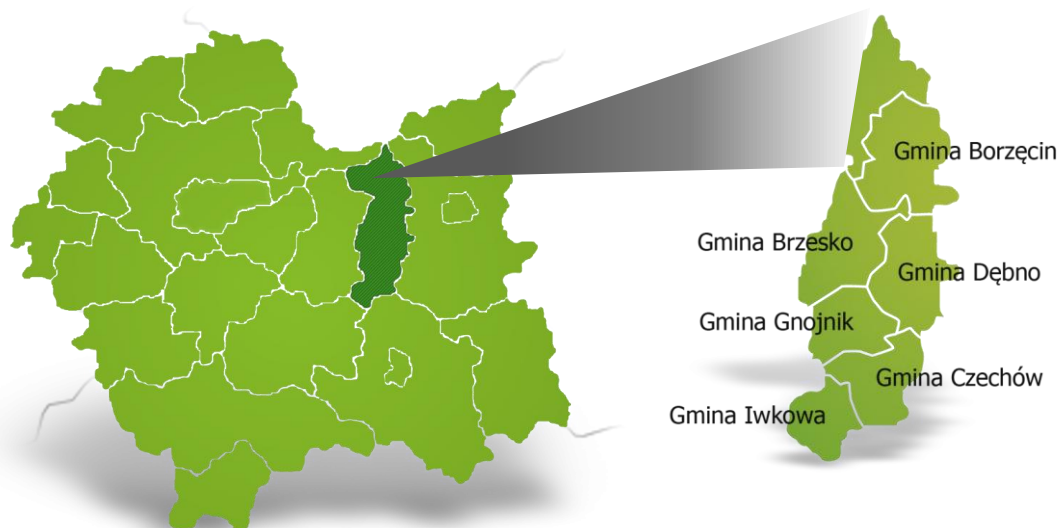 Gmina Borzęcin
Gmina Brzesko
Gmina Dębno
Gmina Gnojnik
Gmina Czechów
Gmina Iwkowa